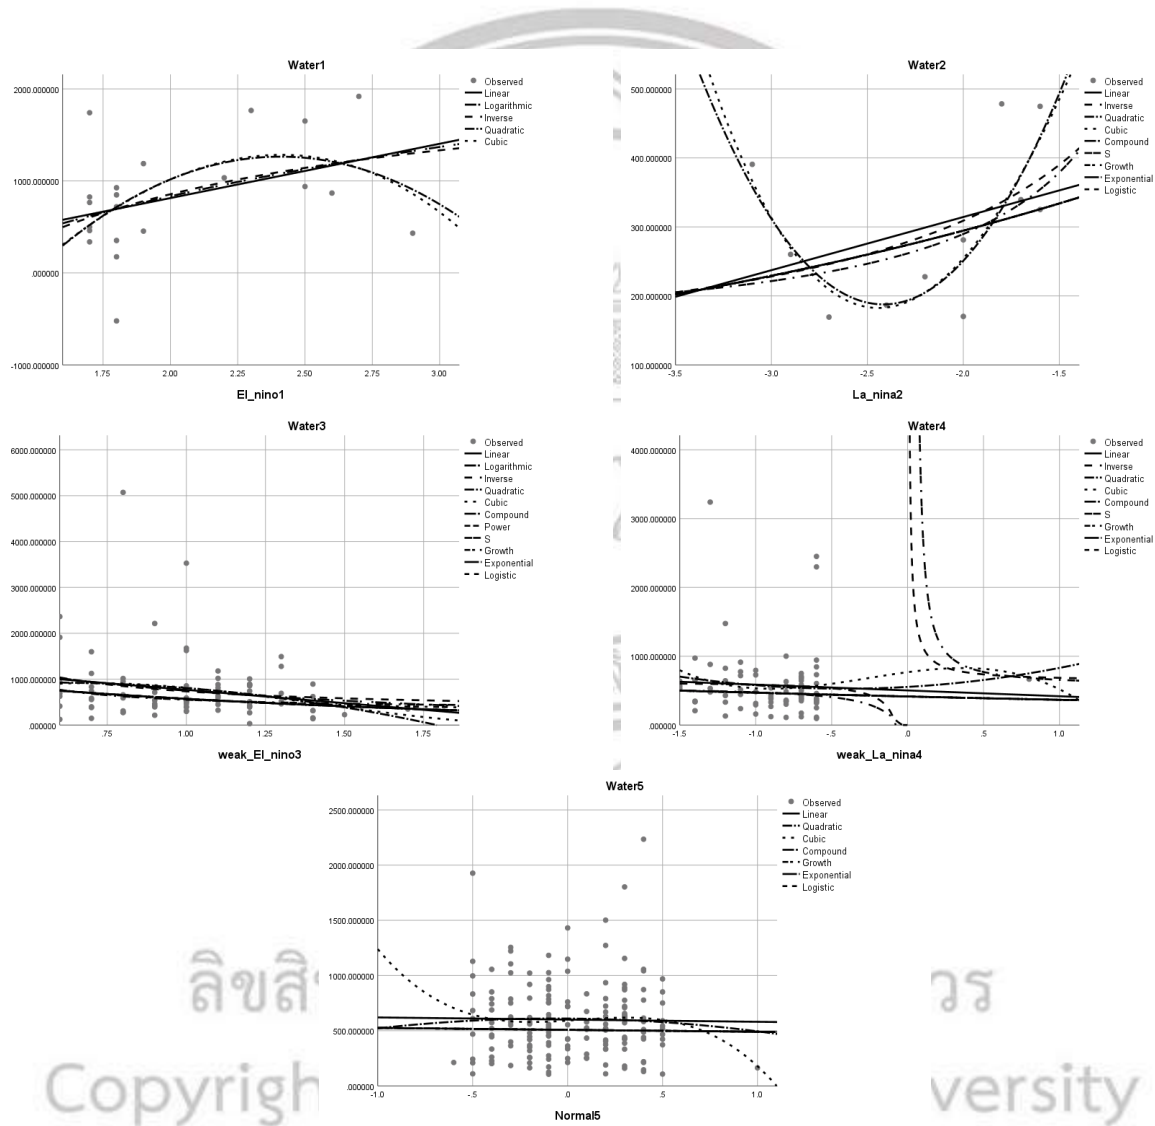 Water1
2000.000000
1000.000000
.000000
-1000.000000
1.75
2.00
2.25
2.50
2.75
3.00
El_nino1
Observed
Linear
Logarithmic
Inverse
Quadratic
Cubic
Water2
500.000000
400.000000
300.000000
200.000000
100.000000
-3.5
-3.0
-2.5
-2.0
-1.5
La_nina2
Observed
Linear
Inverse
Quadratic
Cubic
Compound
S
Growth
Exponential
Logistic
Water3
6000.000000
5000.000000
4000.000000
3000.000000
2000.000000
1000.000000
.000000
.75
1.00
1.25
1.50
1.75
weak_El_nino3
Observed
Linear
Logarithmic
Inverse
Quadratic
Cubic
Compound
Power
S
Growth
Exponential
Logistic
Water4
4000.000000
3000.000000
2000.000000
1000.000000
.000000
-1.5
-1.0
-.5
.0
.5
1.0
weak_La_nina4
Observed
Linear
Inverse
Quadratic
Cubic
Compound
S
Growth
Exponential
Logistic
Water5
2500.000000
2000.000000
1500.000000
1000.000000
500.000000
.000000
-1.0
-.5
.0
.5
1.0
Normal5
Observed
Linear
Quadratic
Cubic
Compound
Growth
Exponential
Logistic
ลิขสิ
วร
Copyrigh
versity